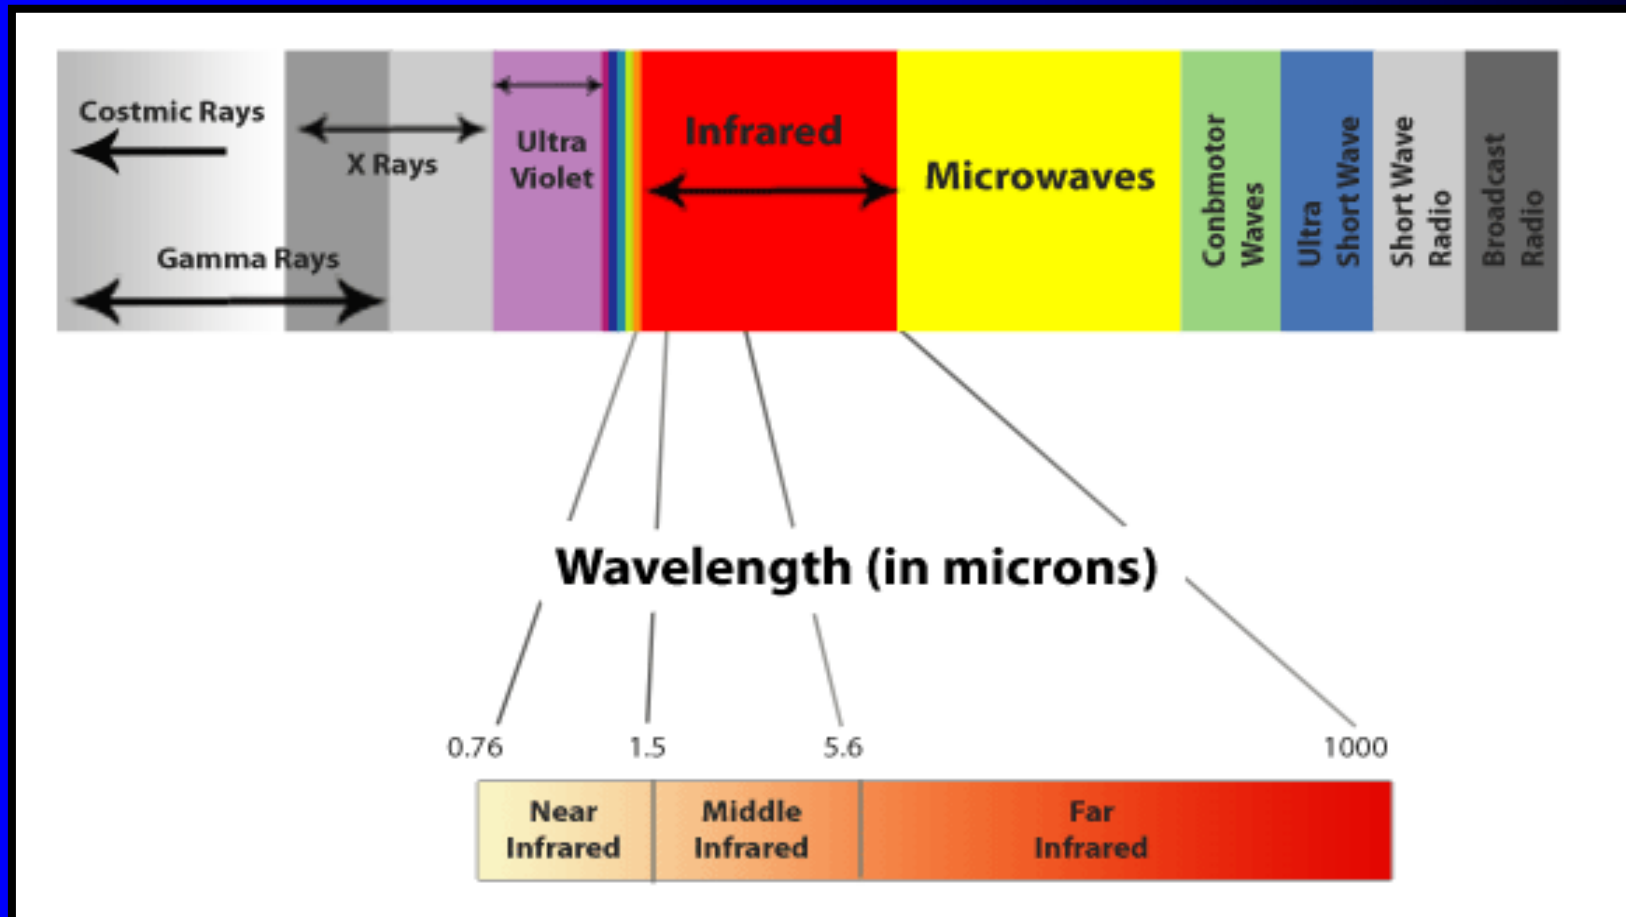 Costmic Rays
X Rays
Gamma Rays
Ultra
Violet
Infrared
Microwaves
Conbmotor
Waves
Ultra
Short Wave
Short Wave
Radio
Broadcast
Radio
Wavelength (in microns)
0.76 1.5 5.6 1000
Near
Infrared
Middle
Infrared
Far
Infrared